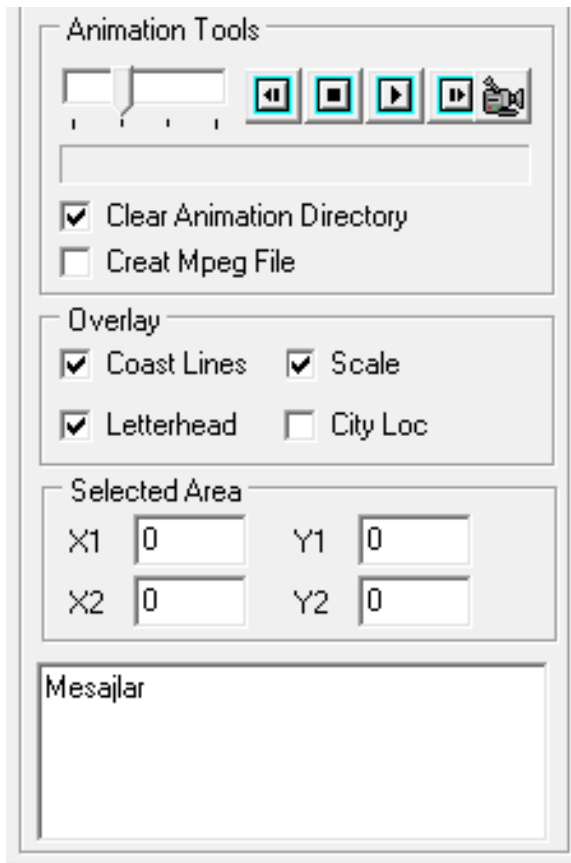 Animation Tools
Clear Animation Directory
Creat Mpeg File
Overlay
Coast Lines Scale
Letterhead City Loc
Selected Area
X1 0 Y1 0
X2 0 Y2 0
Mesajlar